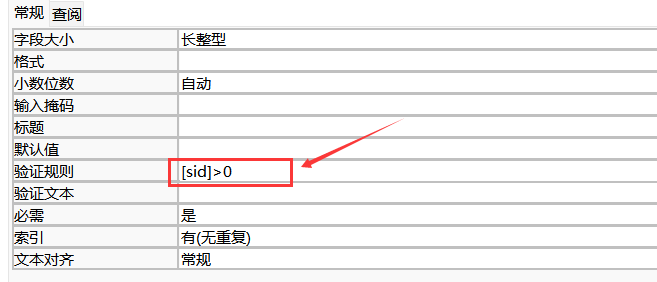 常规 查阅
字段大小 长整型
格式
小数位数 自动
输入掩码
标题
默认值
验证规则 [sid]>0
验证文本
必需 是
索引 有(无重复)
文本对齐 常规